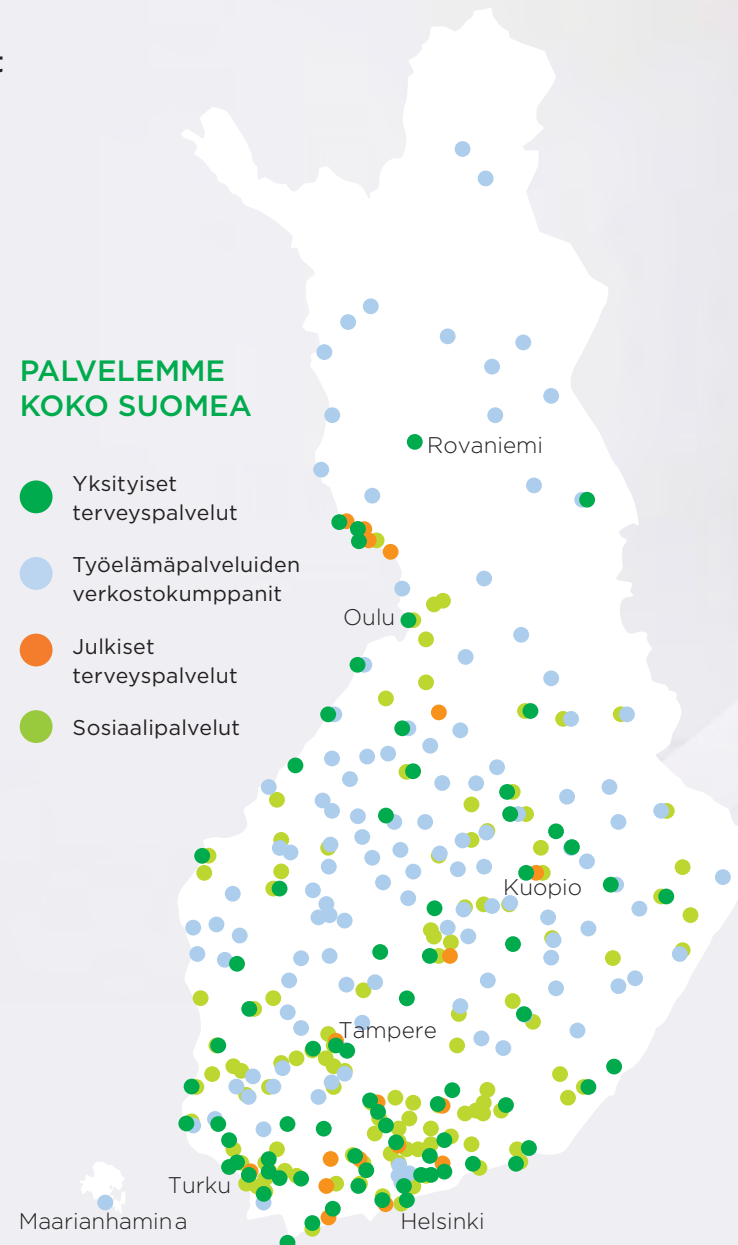 PALVELEMME
KOKO SUOMEA
Yksityiset
terveyspalvelut
Työelämäpalveluiden
verkostokumppanit
Julkiset
terveyspalvelut
Sosiaalipalvelut
Rovaniemi
Oulu
Kuopio
Tampere
Turku
Maarianhamina
Helsinki